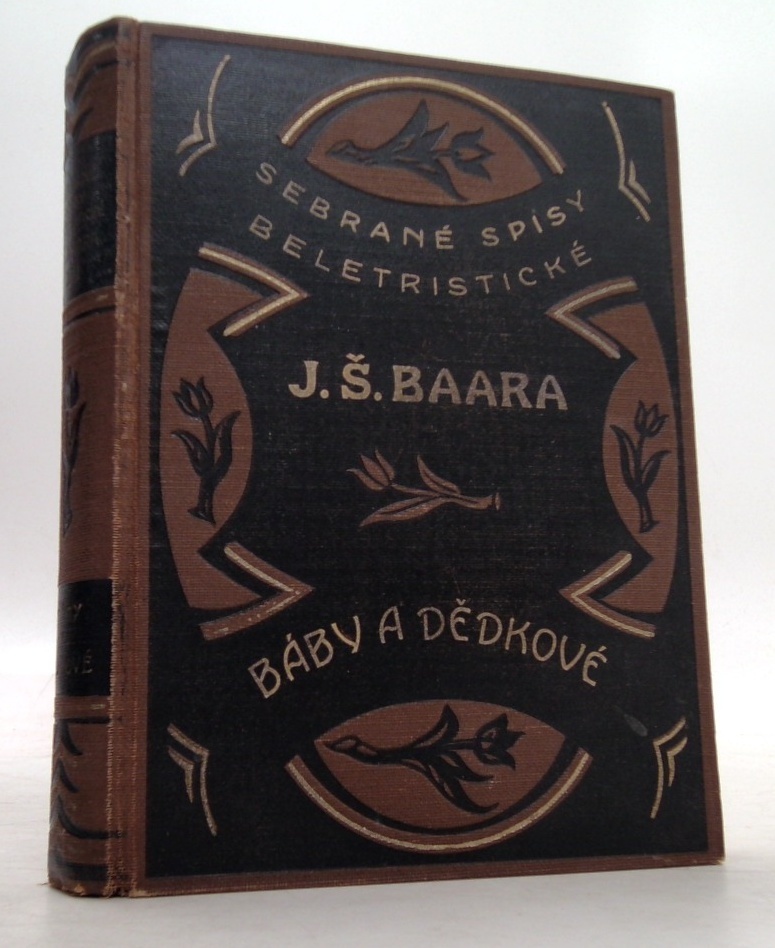 SEBRANÉ SPISY
BELETRISTICKÉ
J. Š. BAARA
BÁBY A DĚDKOVÉ